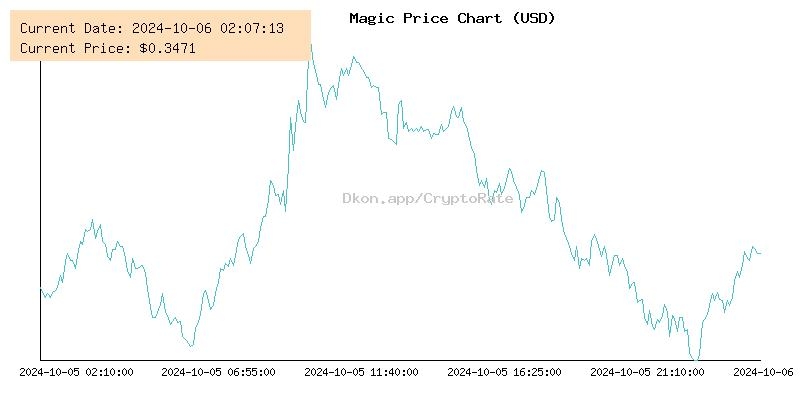 Magic Price Chart (USD)
Current Date: 2024-10-06 02:07:13
Current Price: $0.3471
Dkon.app/CryptoRate
2024-10-05 02:10:00 2024-10-05 06:55:00 2024-10-05 11:40:00 2024-10-05 16:25:00 2024-10-05 21:10:00 2024-10-06